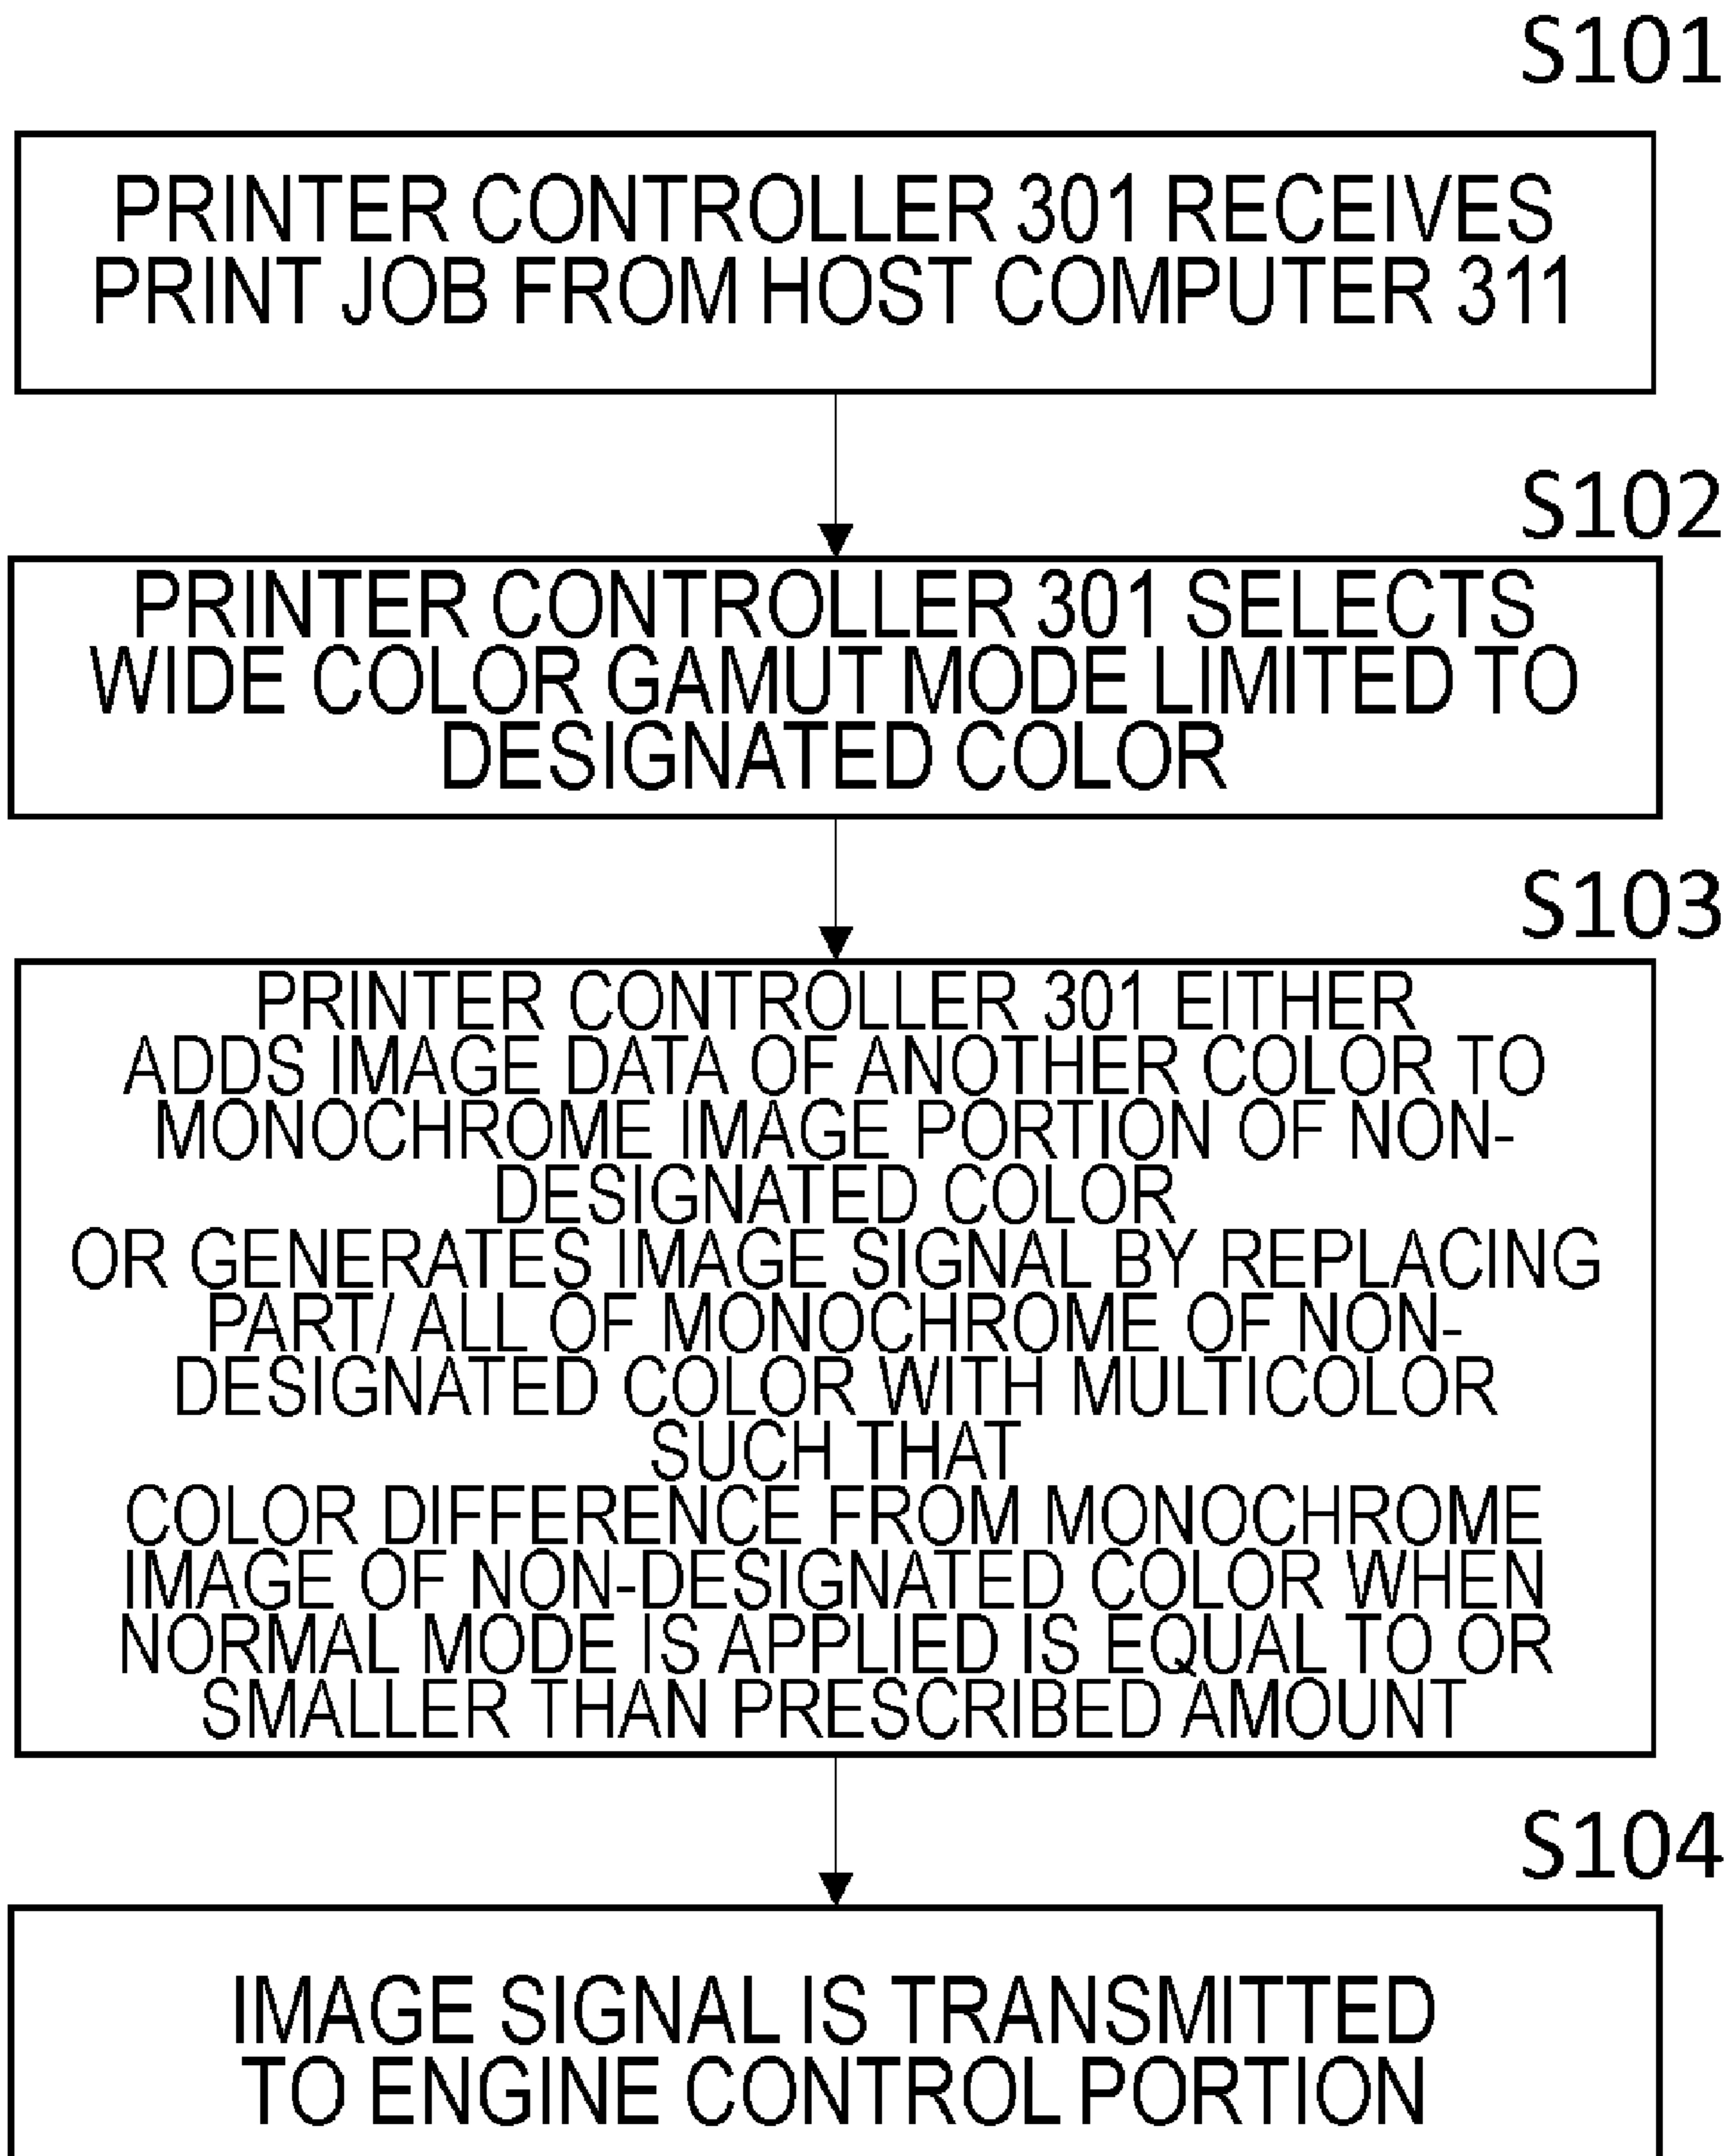 S101
PRINTER CONTROLLER 301 RECEIVES
PRINT JOB FROM HOST COMPUTER 311
S102
PRINTER CONTROLLER 301 SELECTS
WIDE COLOR GAMUT MODE LIMITED TO
DESIGNATED COLOR
S103
PRINTER CONTROLLER 301 EITHER
ADDS IMAGE DATA OF ANOTHER COLOR TO
MONOCHROME IMAGE PORTION OF NON-
DESIGNATED COLOR
OR GENERATES IMAGE SIGNAL BY REPLACING
PART/ALL OF MONOCHROME OF NON-
DESIGNATED COLOR WITH MULTICOLOR
SUCH THAT
COLOR DIFFERENCE FROM MONOCHROME
IMAGE OF NON-DESIGNATED COLOR WHEN
NORMAL MODE IS APPLIED IS EQUAL TO OR
SMALLER THAN PRESCRIBED AMOUNT
S104
IMAGE SIGNAL IS TRANSMITTED
TO ENGINE CONTROL PORTION